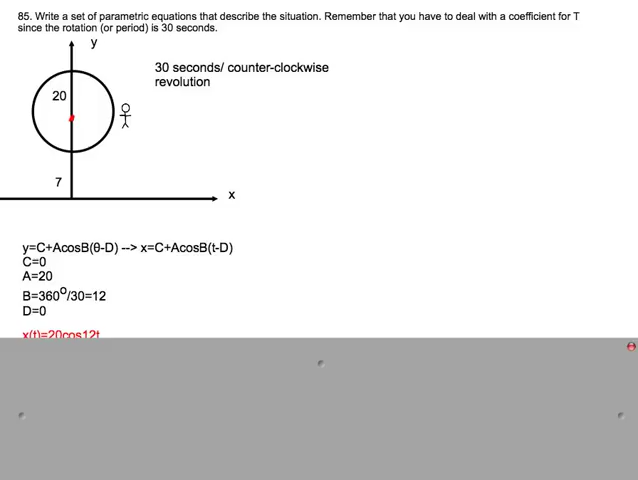 85. Write a set of parametric equations that describe the situation. Remember that you have to deal with a coefficient for T
since the rotation (or period) is 30 seconds.
y
30 seconds/ counter-clockwise
revolution
20
7
x
y=C+AcosB(θ-D) --> x=C+AcosB(t-D)
C=0
A=20
B=360⁰/30=12
D=0
x(t)=20cos12t